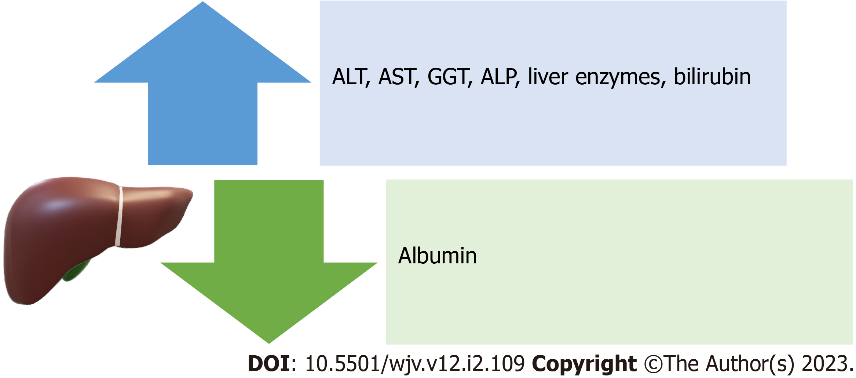 ALT, AST, GGT, ALP, liver enzymes, bilirubin
Albumin
DOI: 10.5501/wjv.v12.i2.109 Copyright ©The Author(s) 2023.